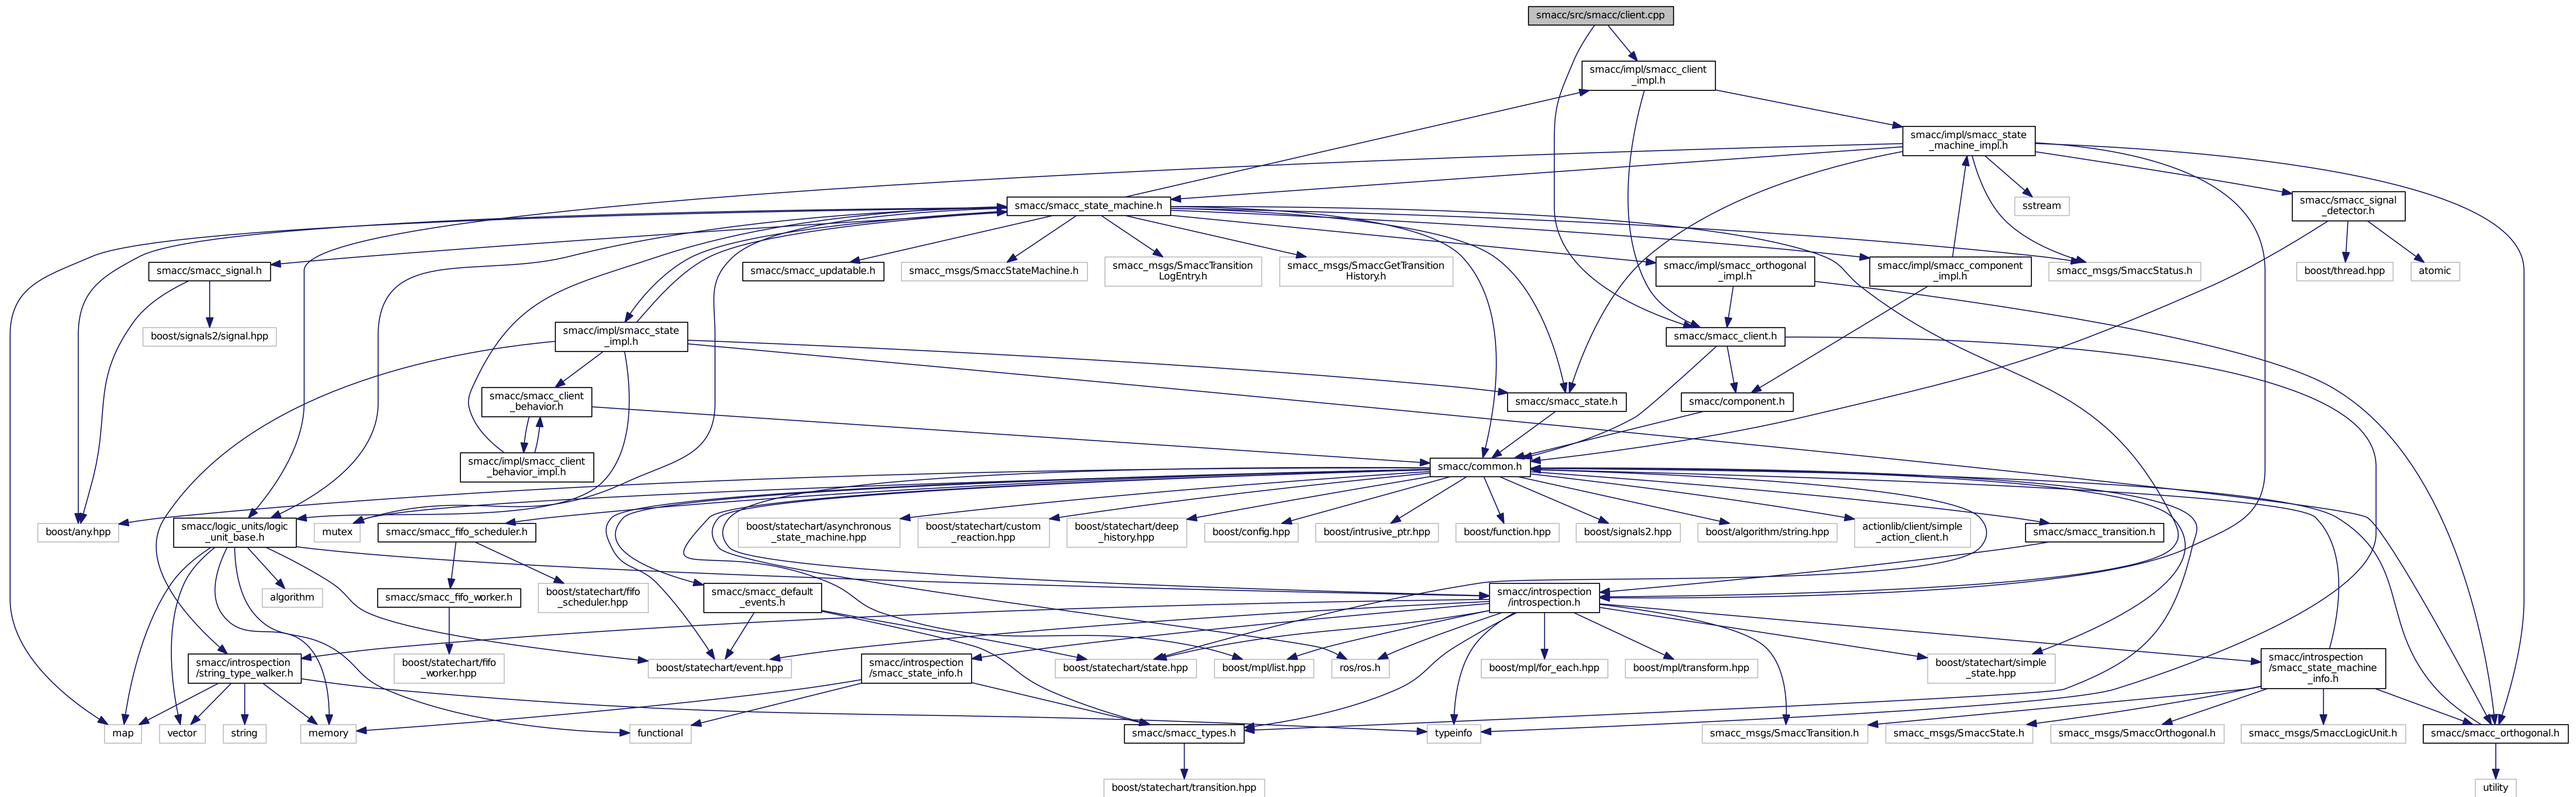 smacc/src/smacc/client.cpp
smacc/impl/smacc_client
_impl.h
smacc/impl/smacc_state
_machine_impl.h
smacc/smacc_state_machine.h
sstream
smacc/smacc_signal
_detector.h
smacc/smacc_signal.h
smacc/smacc_updatable.h
smacc_msgs/SmaccStateMachine.h
smacc_msgs/SmaccTransition
LogEntry.h
smacc_msgs/SmaccGetTransition
History.h
smacc/impl/smacc_orthogonal
_impl.h
smacc/impl/smacc_component
_impl.h
smacc_msgs/SmaccStatus.h
boost/thread.hpp
atomic
boost/signals2/signal.hpp
smacc/impl/smacc_state
_impl.h
smacc/smacc_client.h
smacc/smacc_client
_behavior.h
smacc/smacc_state.h
smacc/component.h
smacc/impl/smacc_client
_behavior_impl.h
smacc/common.h
boost/any.hpp
smacc/logic_units/logic
_unit_base.h
mutex
smacc/smacc_fifo_scheduler.h
boost/statechart/asynchronous
_state_machine.hpp
boost/statechart/custom
_reaction.hpp
boost/statechart/deep
_history.hpp
boost/config.hpp
boost/intrusive_ptr.hpp
boost/function.hpp
boost/signals2.hpp
boost/algorithm/string.hpp
actionlib/client/simple
_action_client.h
smacc/smacc_transition.h
algorithm
smacc/smacc_fifo_worker.h
boost/statechart/fifo
_scheduler.hpp
smacc/smacc_default
_events.h
smacc/introspection
/introspection.h
smacc/introspection
/string_type_walker.h
boost/statechart/fifo
_worker.hpp
boost/statechart/event.hpp
smacc/introspection
/smacc_state_info.h
boost/statechart/state.hpp
boost/mpl/list.hpp
ros/ros.h
boost/mpl/for_each.hpp
boost/mpl/transform.hpp
boost/statechart/simple
_state.hpp
smacc/introspection
/smacc_state_machine
_info.h
map
vector
string
memory
functional
smacc/smacc_types.h
typeinfo
smacc_msgs/SmaccTransition.h
smacc_msgs/SmaccState.h
smacc_msgs/SmaccOrthogonal.h
smacc_msgs/SmaccLogicUnit.h
smacc/smacc_orthogonal.h
boost/statechart/transition.hpp
utility